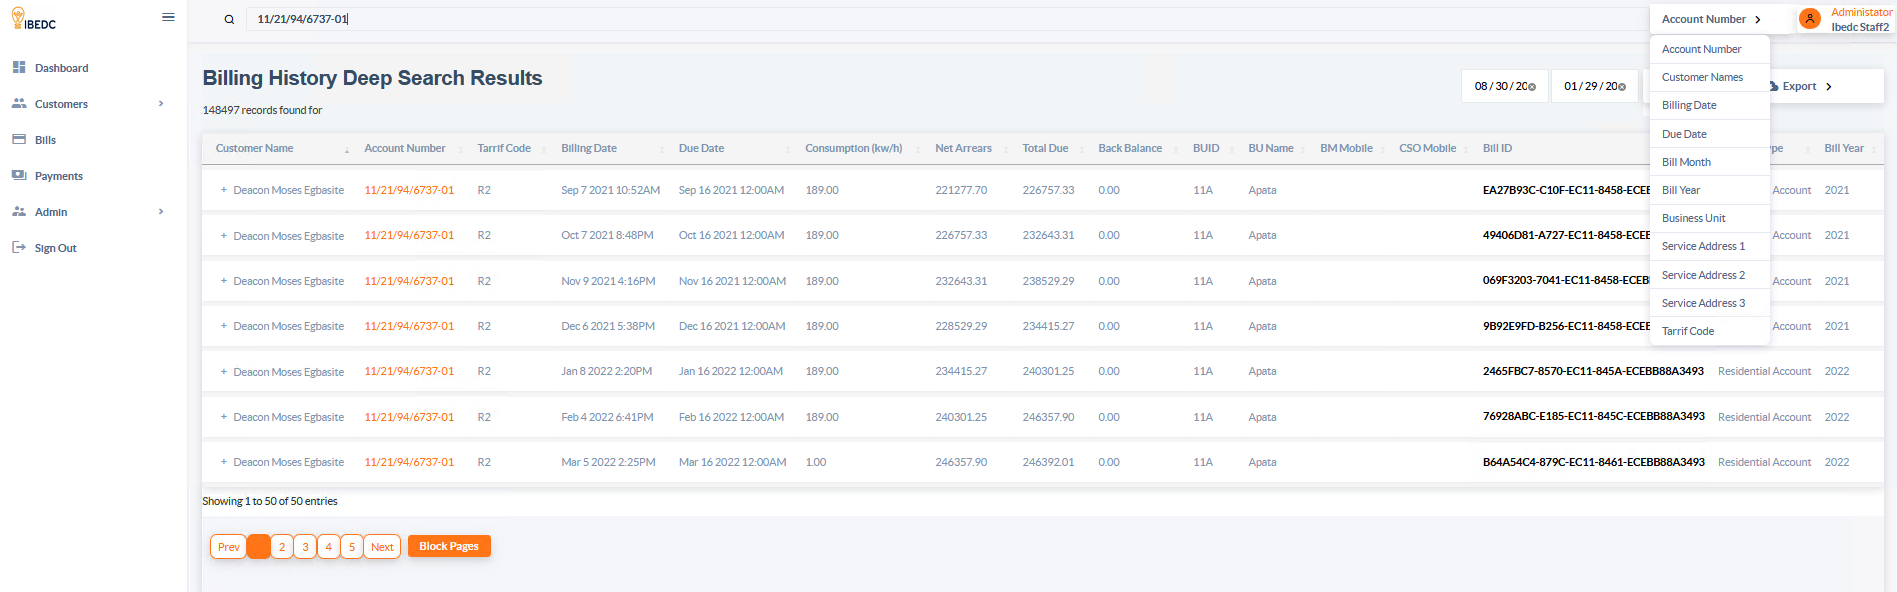 IBEDC
11/21/94/6737-01
Account Number
Administator
Ibedc Staff2
Dashboard
Customers
Bills
Payments
Admin
Sign Out
Account Number
Customer Names
Billing Date
Due Date
Bill Month
Bill Year
Business Unit
Service Address 1
Service Address 2
Service Address 3
Tarrif Code
Billing History Deep Search Results
148497 records found for
08 / 30 / 20 01 / 29 / 20 Export
Customer Name Account Number Tarrif Code Billing Date Due Date Consumption (kw/h) Net Arrears Total Due Back Balance BUID BU Name BM Mobile CSO Mobile Bill ID ype Bill Year
+ Deacon Moses Egbasite 11/21/94/6737-01 R2 Sep 7 2021 10:52AM Sep 16 2021 12:00AM 189.00 221277.70 226757.33 0.00 11A Apata EA27B93C-C10F-EC11-8458-ECEE Account 2021
+ Deacon Moses Egbasite 11/21/94/6737-01 R2 Oct 7 2021 8:48PM Oct 16 2021 12:00AM 189.00 226757.33 232643.31 0.00 11A Apata 49406D81-A727-EC11-8458-ECEE Account 2021
+ Deacon Moses Egbasite 11/21/94/6737-01 R2 Nov 9 2021 4:16PM Nov 16 2021 12:00AM 189.00 232643.31 238529.29 0.00 11A Apata 069F3203-7041-EC11-8458-ECEB Account 2021
+ Deacon Moses Egbasite 11/21/94/6737-01 R2 Dec 6 2021 5:38PM Dec 16 2021 12:00AM 189.00 228529.29 234415.27 0.00 11A Apata 9B92E9FD-B256-EC11-8458-ECEE Account 2021
+ Deacon Moses Egbasite 11/21/94/6737-01 R2 Jan 8 2022 2:20PM Jan 16 2022 12:00AM 189.00 234415.27 240301.25 0.00 11A Apata 2465FBC7-8570-EC11-845A-ECEBB88A3493 Residential Account 2022
+ Deacon Moses Egbasite 11/21/94/6737-01 R2 Feb 4 2022 6:41PM Feb 16 2022 12:00AM 189.00 240301.25 246357.90 0.00 11A Apata 76928ABC-E185-EC11-845C-ECEBB88A3493 Residential Account 2022
+ Deacon Moses Egbasite 11/21/94/6737-01 R2 Mar 5 2022 2:25PM Mar 16 2022 12:00AM 1.00 246357.90 246392.01 0.00 11A Apata B64A54C4-879C-EC11-8461-ECEBB88A3493 Residential Account 2022
Showing 1 to 50 of 50 entries
Prev 2 3 4 5 Next Block Pages